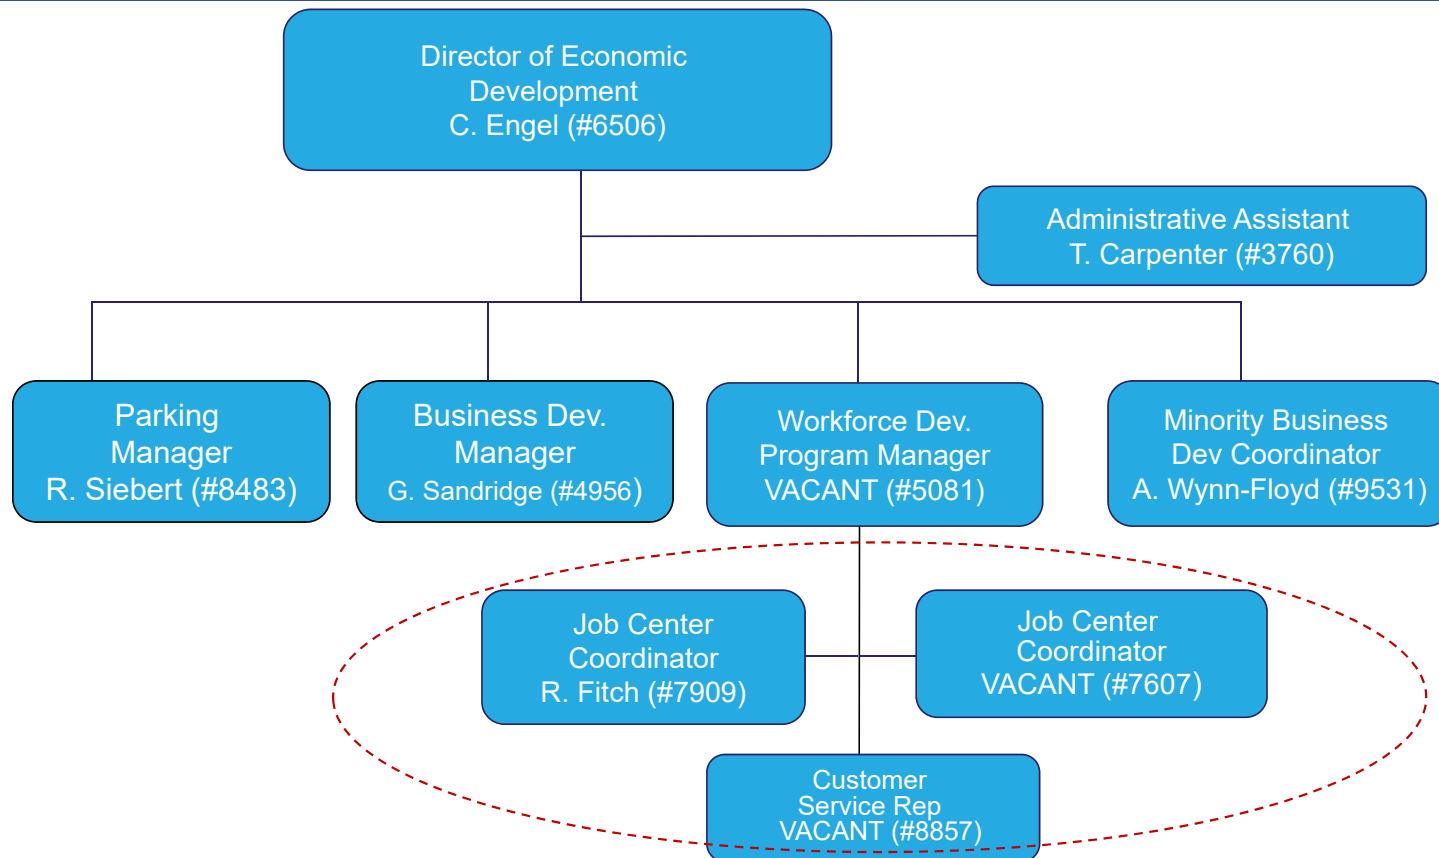 Director of Economic
Development
C. Engel (#6506)
Administrative Assistant
T. Carpenter (#3760)
Parking
Manager
R. Siebert (#8483)
Business Dev.
Manager
G. Sandridge (#4956)
Workforce Dev.
Program Manager
VACANT (#5081)
Minority Business
Dev Coordinator
A. Wynn-Floyd (#9531)
Job Center
Coordinator
R. Fitch (#7909)
Job Center
Coordinator
VACANT (#7607)
Customer
Service Rep
VACANT (#8857)